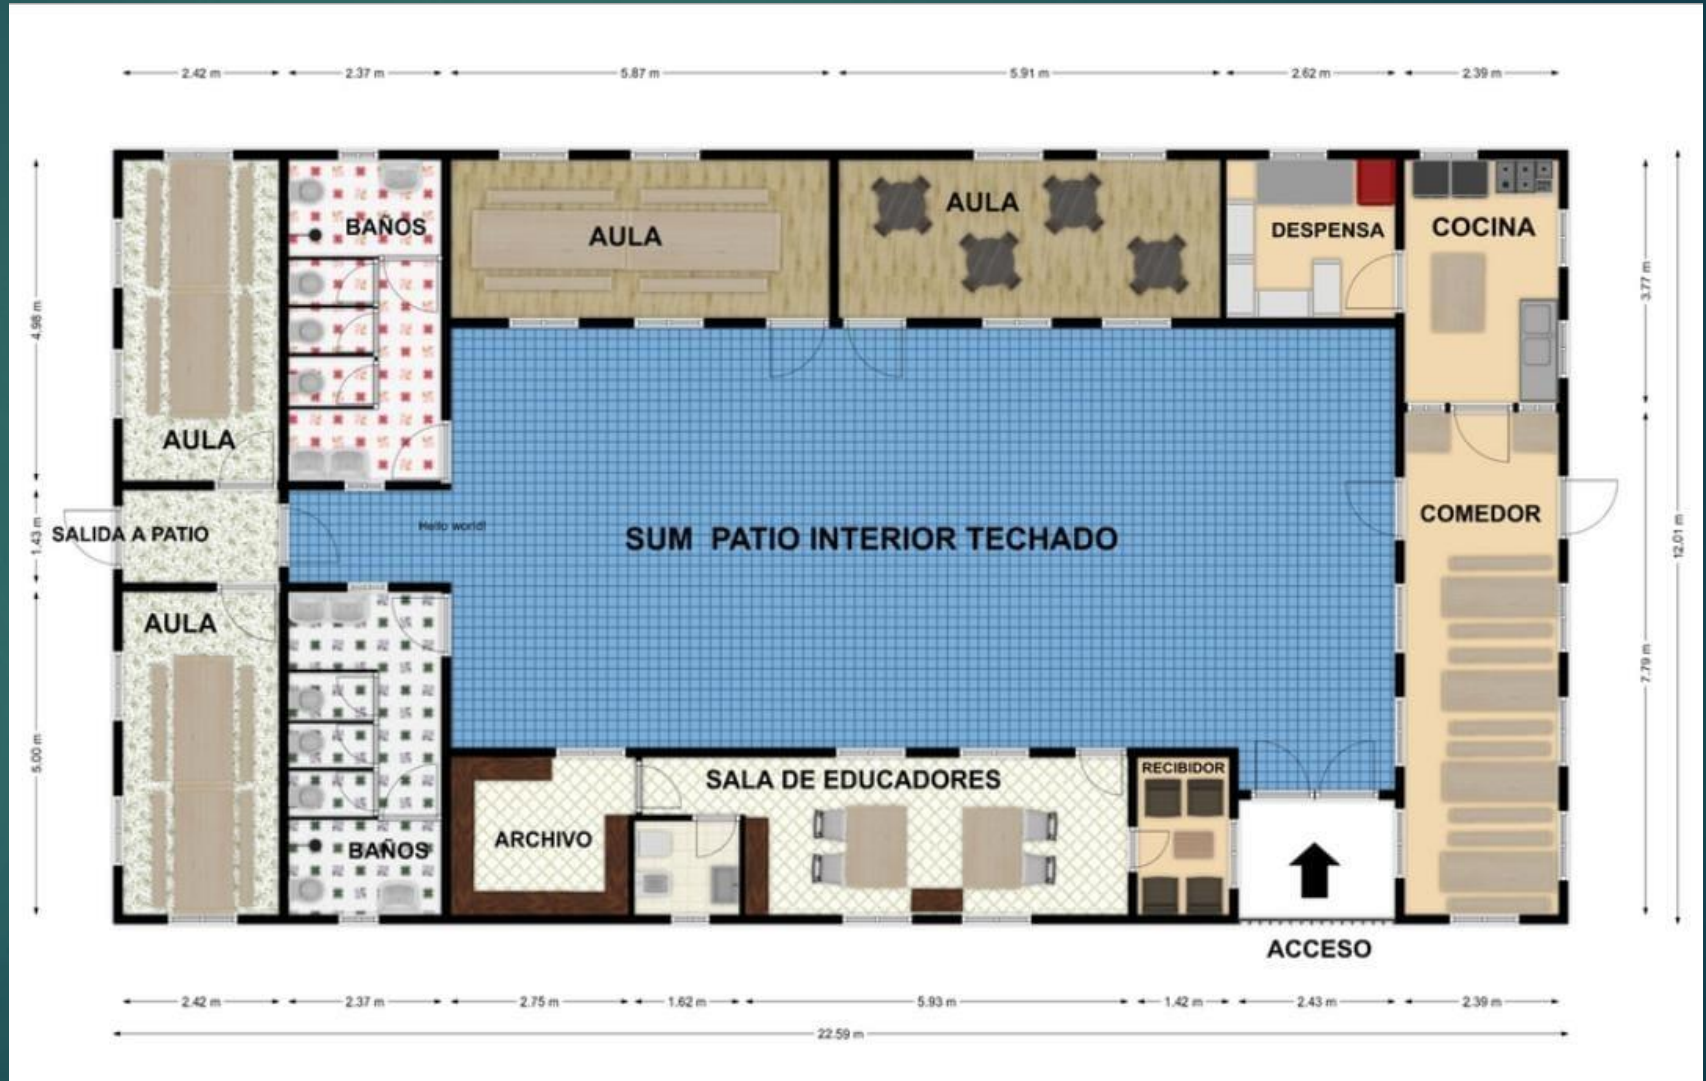 2.42 m 2.37 m 5.87 m 5.91 m 2.62 m 2.39 m
4.98 m
1.43 m
5.00 m
3.77 m
7.79 m
12.01 m
BAÑOS
AULA
AULA
DESPENSA
COCINA
AULA
SALIDA A PATIO
Hello world!
SUM PATIO INTERIOR TECHADO
COMEDOR
AULA
BAÑOS
ARCHIVO
SALA DE EDUCADORES
RECIBIDOR
ACCESO
2.42 m 2.37 m 2.75 m 1.62 m 5.93 m 1.42 m 2.43 m 2.39 m
22.59 m